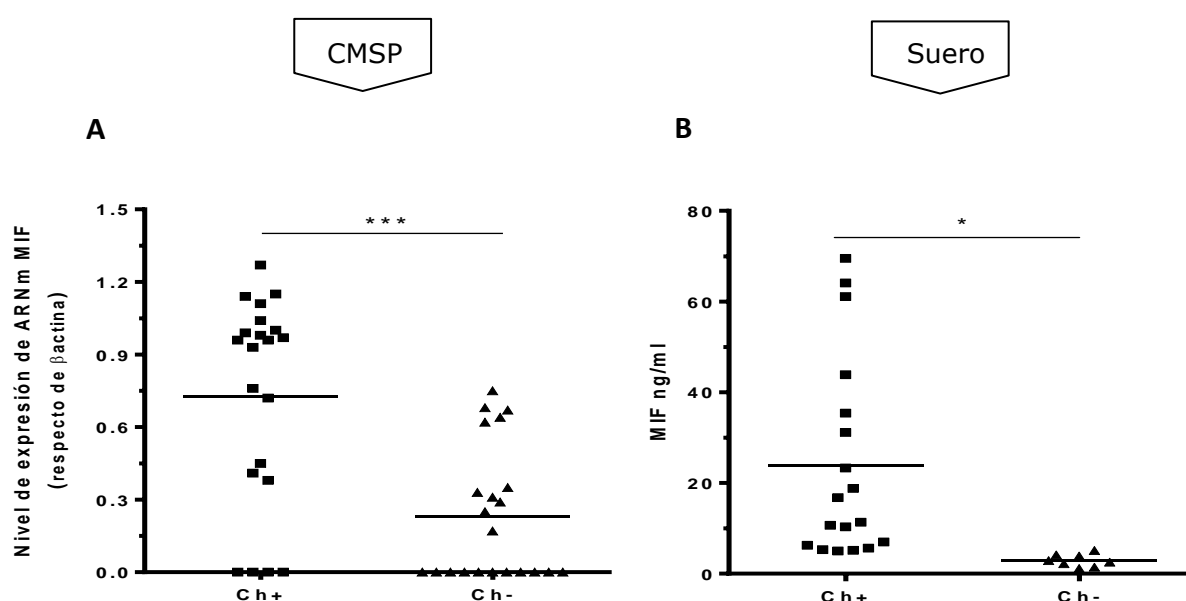 CMSP
Suero
A
B
Nivel de expresión de ARNm MIF
(respecto de βactina)
1.5
1.2
0.9
0.6
0.3
0.0
***
Ch+
Ch-
MIF ng/ml
80
60
40
20
0
*
Ch+
Ch-